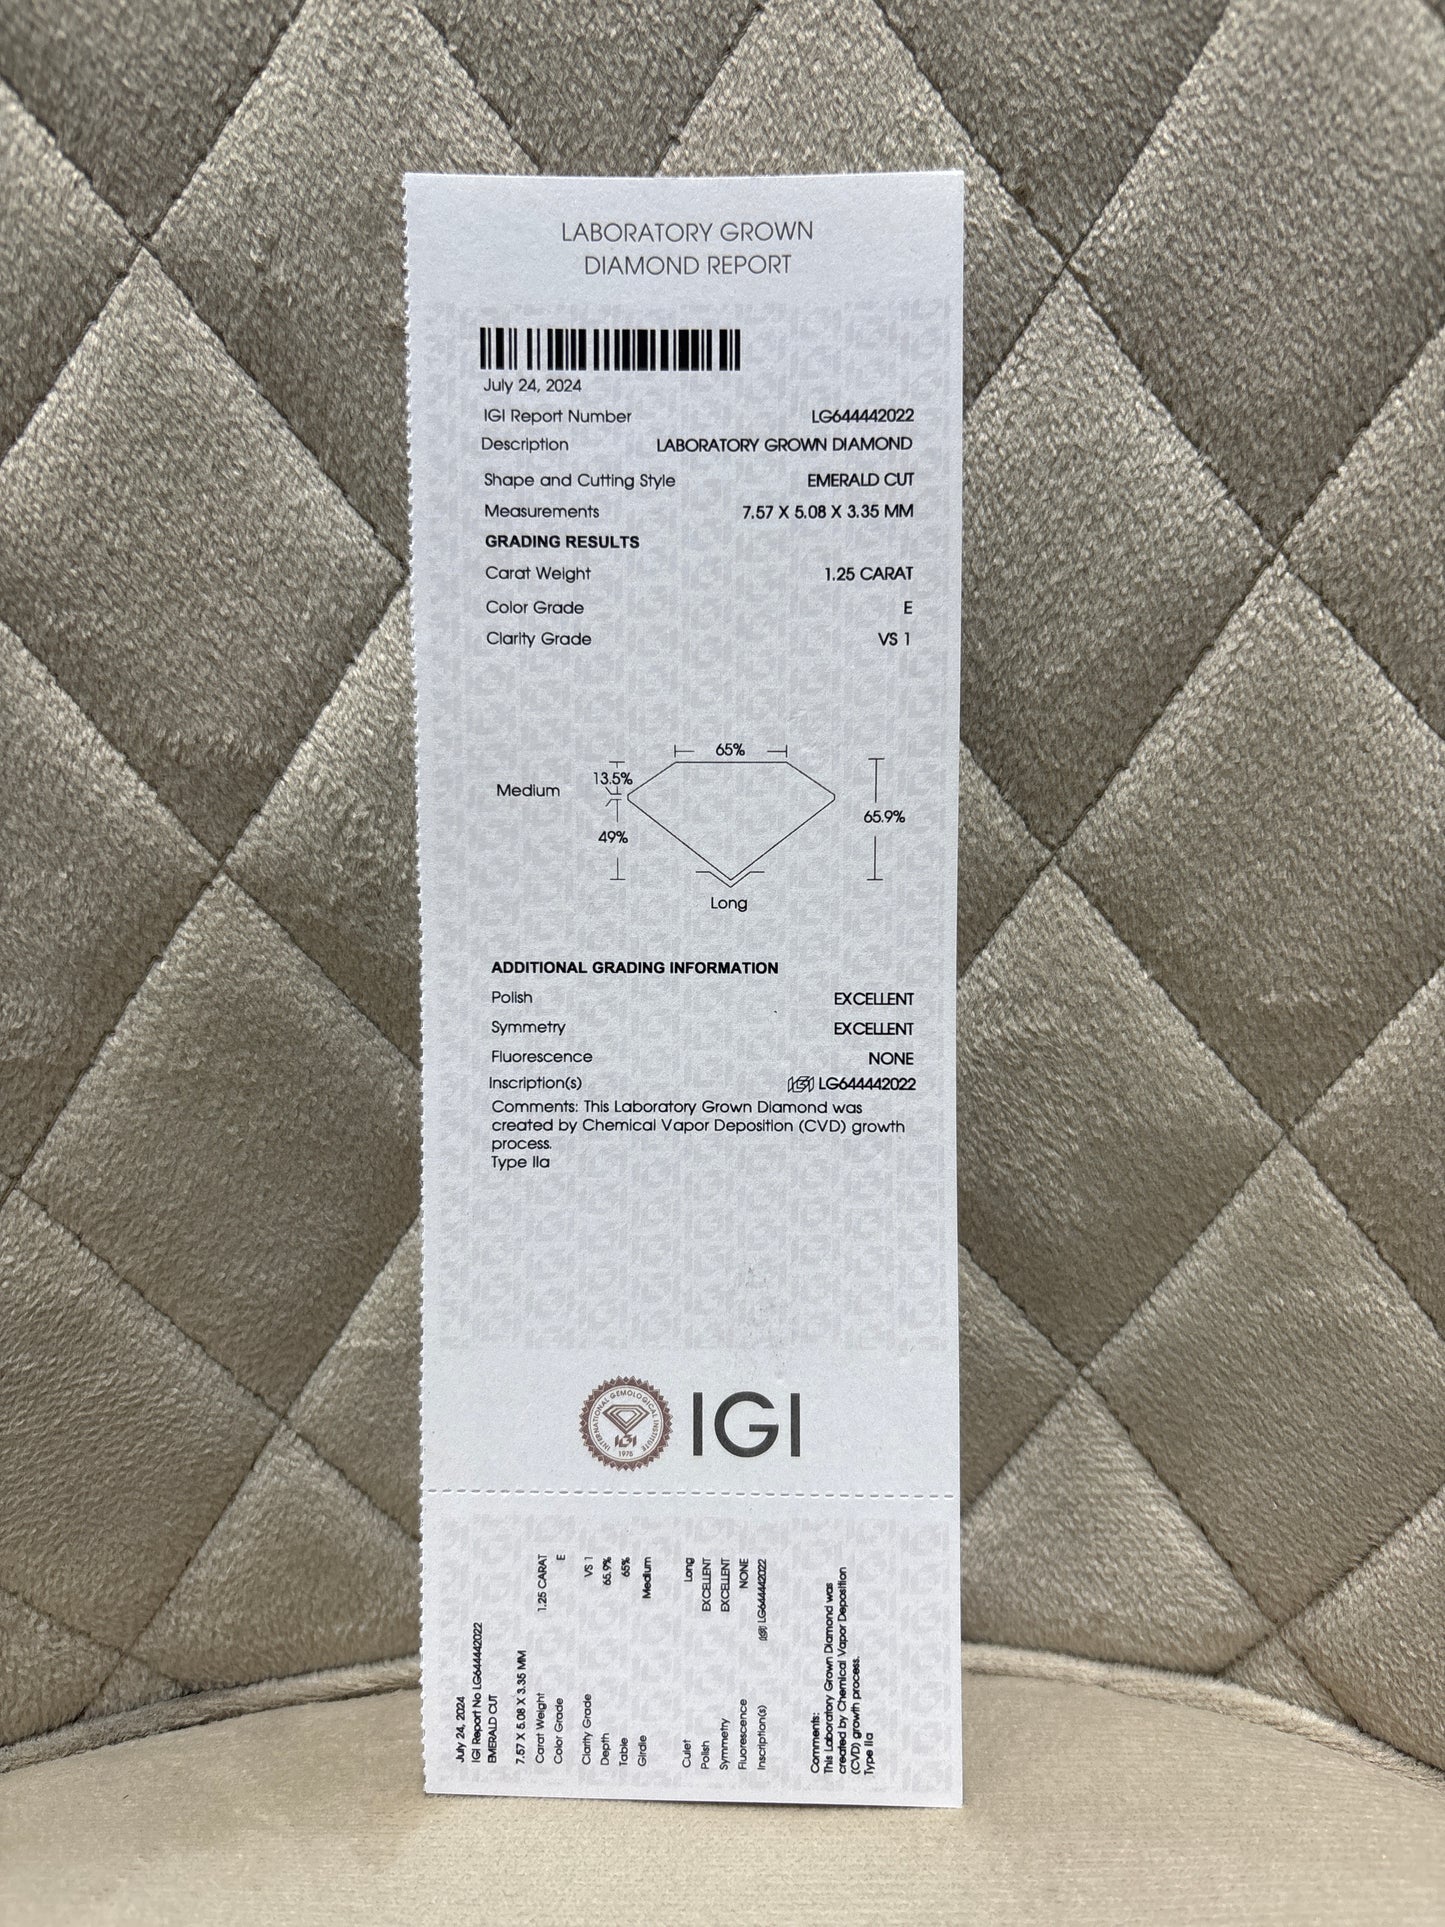 LABORATORY GROWN
DIAMOND REPORT
July 24, 2024
IGI Report Number LG644442022
Description LABORATORY GROWN DIAMOND
Shape and Cutting Style EMERALD CUT
Measurements 7.57 X 5.08 X 3.35 MM
GRADING RESULTS
Carat Weight 1.25 CARAT
Color Grade E
Clarity Grade VS 1
65%
13.5%
Medium
65.9%
49%
Long
ADDITIONAL GRADING INFORMATION
Polish EXCELLENT
Symmetry EXCELLENT
Fluorescence NONE
Inscription(s) IGI LG644442022
Comments: This Laboratory Grown Diamond was
created by Chemical Vapor Deposition (CVD) growth
process.
Type IIa
INTERNATIONAL GEMOLOGICAL INSTITUTE
IGI
1975
IGI
July 24, 2024
IGI Report No LG644442022
EMERALD CUT
7.57 X 5.08 X 3.35 MM
Carat Weight 1.25 CARAT
Color Grade E
Clarity Grade VS 1
Depth 65.9%
Table 65%
Girdle Medium
Culet Long
Polish EXCELLENT
Symmetry EXCELLENT
Fluorescence NONE
Inscription(s) IGI LG644442022
Comments:
This Laboratory Grown Diamond was
created by Chemical Vapor Deposition
(CVD) growth process.
Type IIa